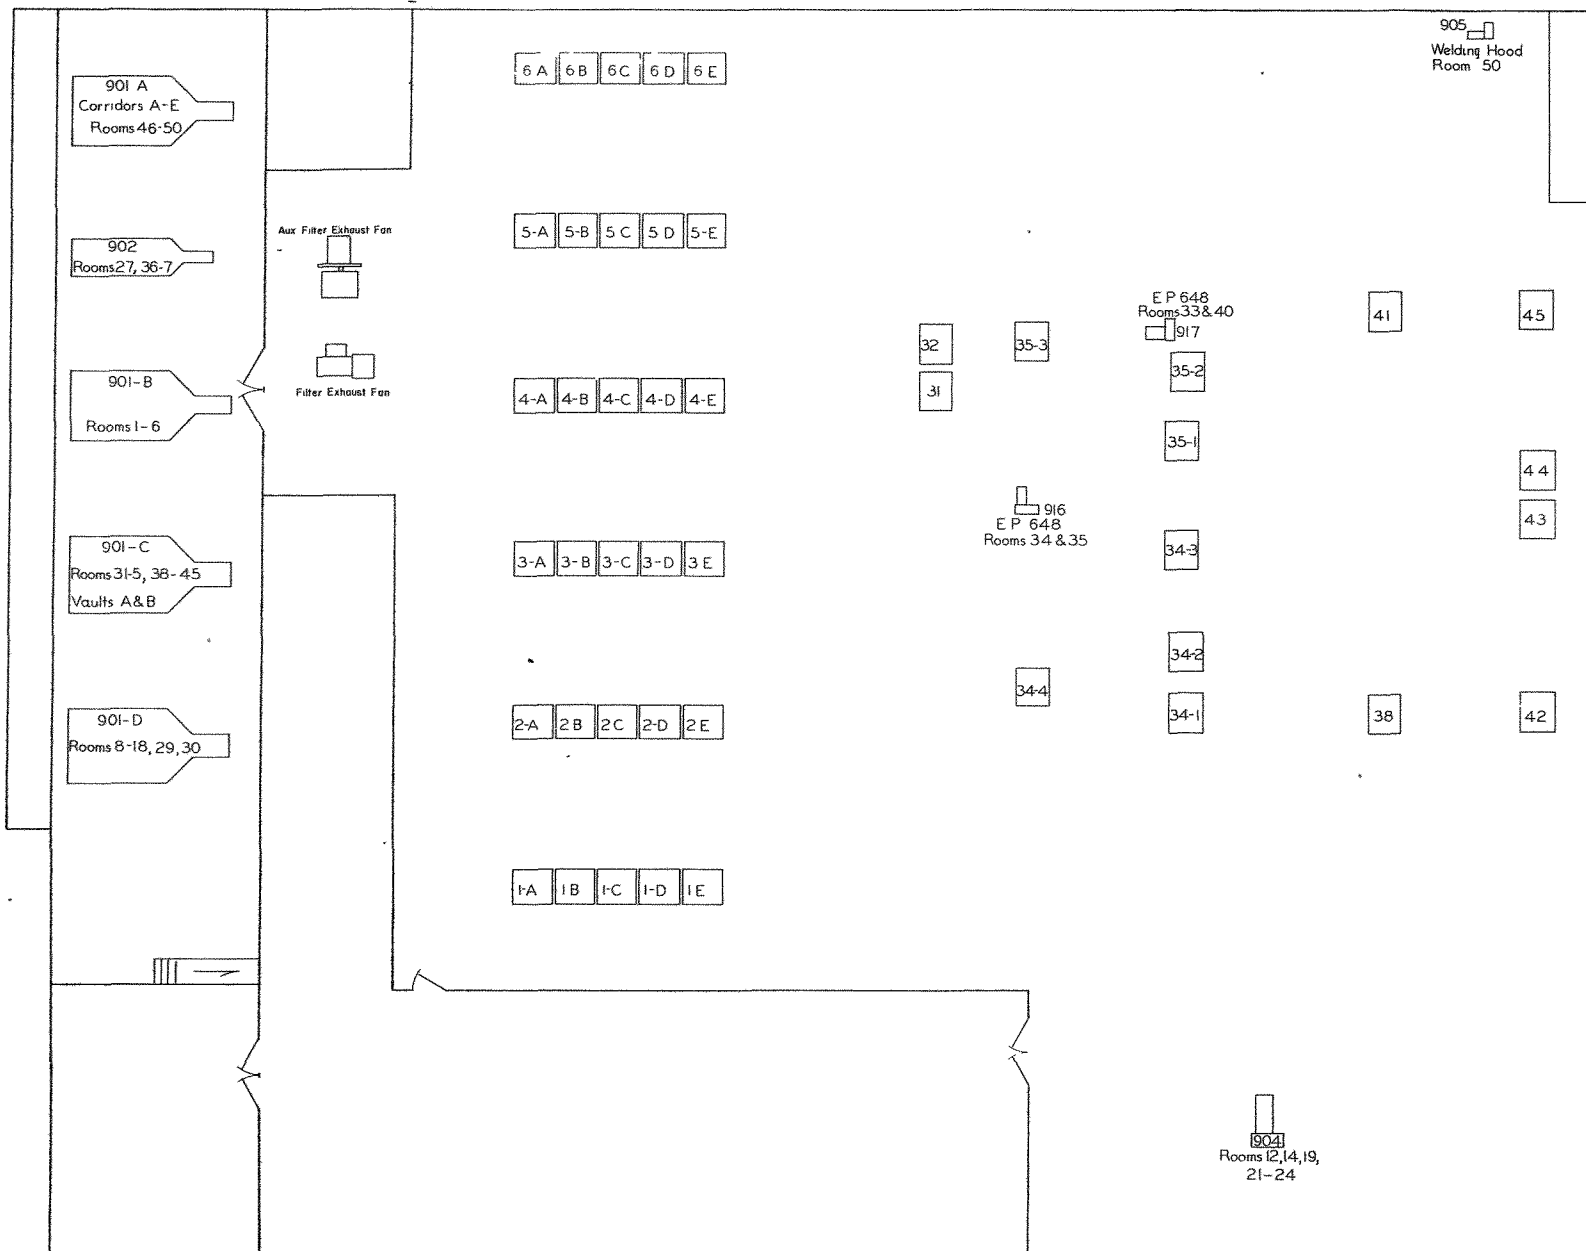 901 A
Corridors A-E
Rooms 46-50
902
Rooms 27, 36-7
901-B
Rooms 1-6
901-C
Rooms 31-5, 38-45
Vaults A&B
901-D
Rooms 8-18, 29, 30
Aux Filter Exhaust Fan
Filter Exhaust Fan
6 A 6 B 6 C 6 D 6 E
5-A 5-B 5 C 5 D 5-E
4-A 4-B 4-C 4-D 4-E
3-A 3-B 3-C 3-D 3 E
2-A 2 B 2 C 2-D 2 E
1-A 1 B 1-C 1-D 1 E
905
Welding Hood
Room 50
E P 648
Rooms 33 & 40
917
32
31
35-3
35-2
35-1
41
45
44
43
916
E P 648
Rooms 34 & 35
34-3
34-2
34-4
34-1
38
42
904
Rooms 12, 14, 19,
21-24